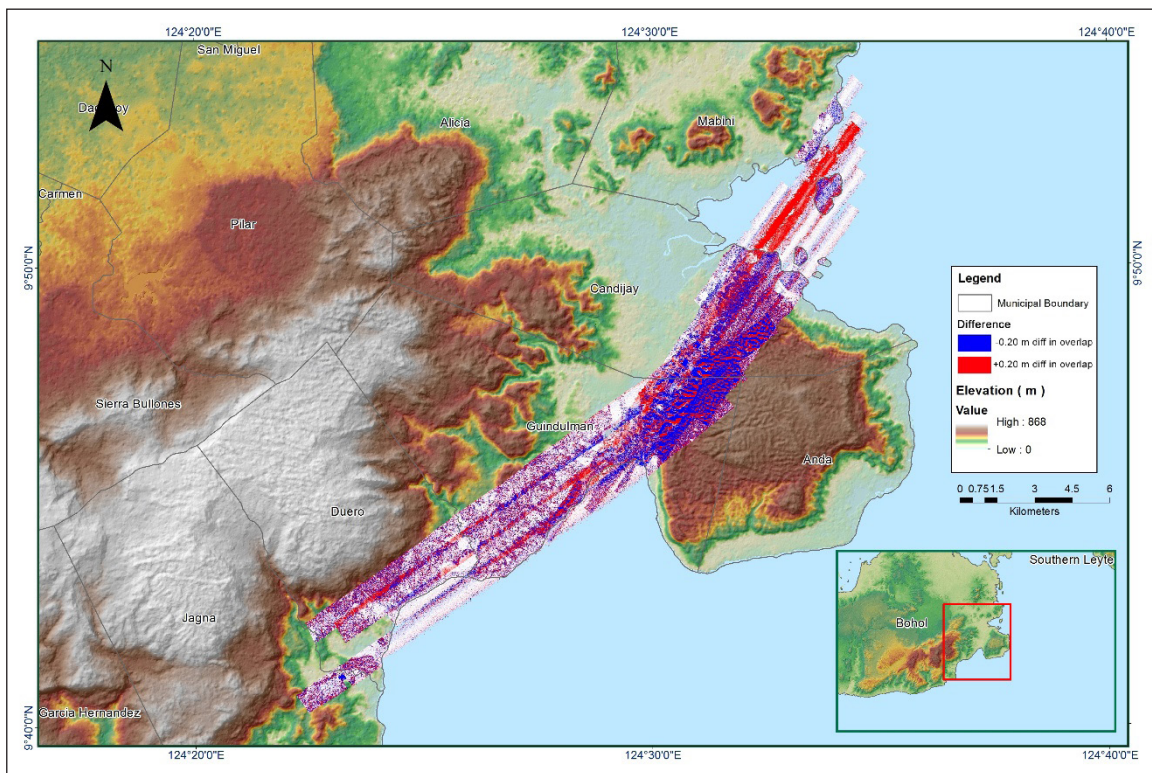 124°20'0"E
124°30'0"E
124°40'0"E
San Miguel
N
Alicia
Mabini
Carmen
Pilar
9°50'0"N
9°50'0"N
Candijay
Legend
Municipal Boundary
Difference
-0.20 m diff in overlap
+0.20 m diff in overlap
Elevation ( m )
Value
High : 868
Low : 0
Sierra Bullones
Guindulman
Anda
0 0.75 1.5 3 4.5 6
Kilometers
Duero
Southern Leyte
Jagna
Bohol
Garcia Hernandez
9°40'0"N
9°40'0"N
124°20'0"E
124°30'0"E
124°40'0"E